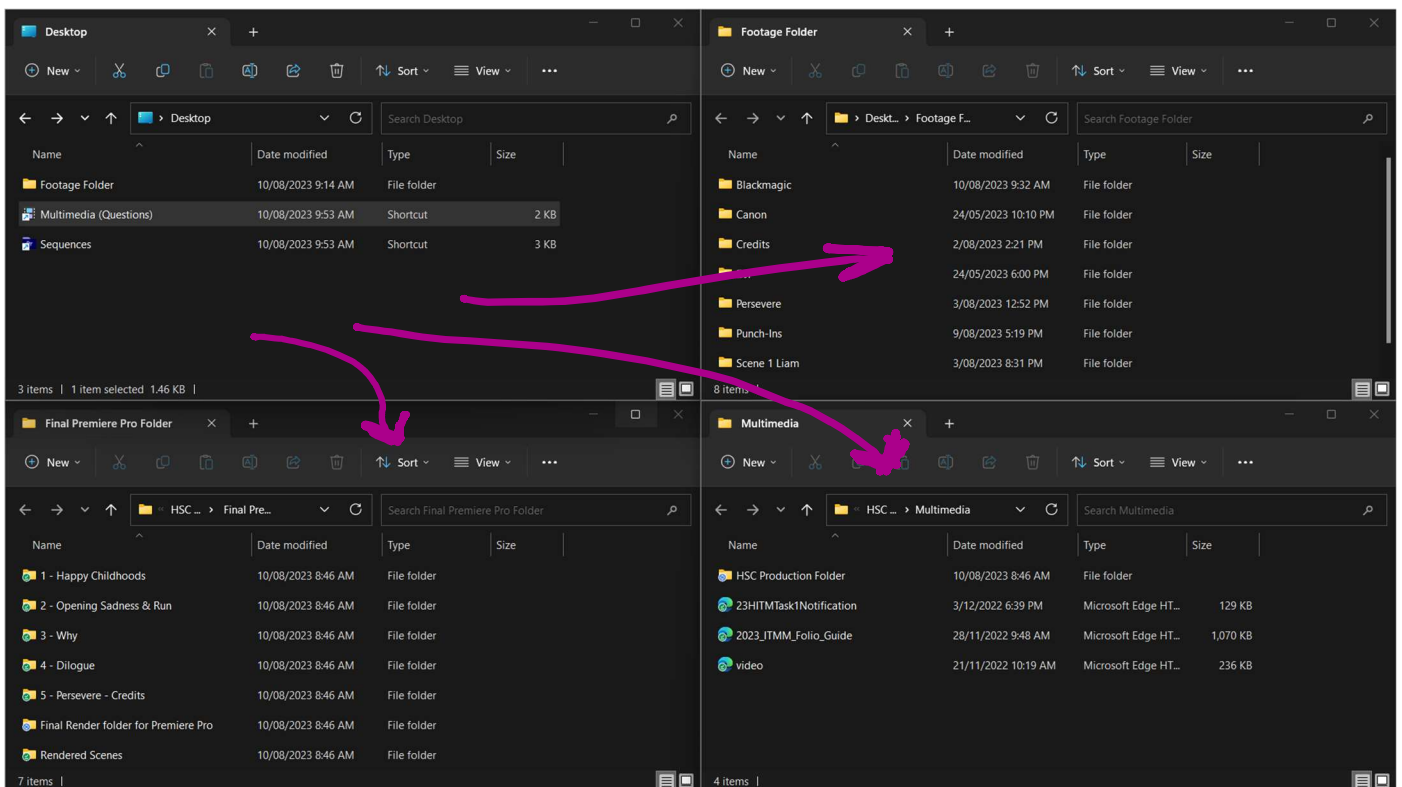 Desktop
New Sort View
Desktop Search Desktop
Name Date modified Type Size
Footage Folder 10/08/2023 9:14 AM File folder
Multimedia (Questions) 10/08/2023 9:53 AM Shortcut 2 KB
Sequences 10/08/2023 9:53 AM Shortcut 3 KB
3 items | 1 item selected 1.46 KB |
Footage Folder
New Sort View ...
Deskt... Footage F... Search Footage Folder
Name Date modified Type Size
Blackmagic 10/08/2023 9:32 AM File folder
Canon 24/05/2023 10:10 PM File folder
Credits 2/08/2023 2:21 PM File folder
24/05/2023 6:00 PM File folder
Persevere 3/08/2023 12:52 PM File folder
Punch-Ins 9/08/2023 5:19 PM File folder
Scene 1 Liam 3/08/2023 8:31 PM File folder
8 items
Final Premiere Pro Folder
New Sort View ...
HSC ... Final Pre... Search Final Premiere Pro Folder
Name Date modified Type Size
1 - Happy Childhoods 10/08/2023 8:46 AM File folder
2 - Opening Sadness & Run 10/08/2023 8:46 AM File folder
3 - Why 10/08/2023 8:46 AM File folder
4 - Dilogue 10/08/2023 8:46 AM File folder
5 - Persevere - Credits 10/08/2023 8:46 AM File folder
Final Render folder for Premiere Pro 10/08/2023 8:46 AM File folder
Rendered Scenes 10/08/2023 8:46 AM File folder
7 items |
Multimedia
New Sort View ...
HSC ... Multimedia Search Multimedia
Name Date modified Type Size
HSC Production Folder 10/08/2023 8:46 AM File folder
23HITMTask1Notification 3/12/2022 6:39 PM Microsoft Edge HT... 129 KB
2023_ITMM_Folio_Guide 28/11/2022 9:48 AM Microsoft Edge HT... 1,070 KB
video 21/11/2022 10:19 AM Microsoft Edge HT... 236 KB
4 items |